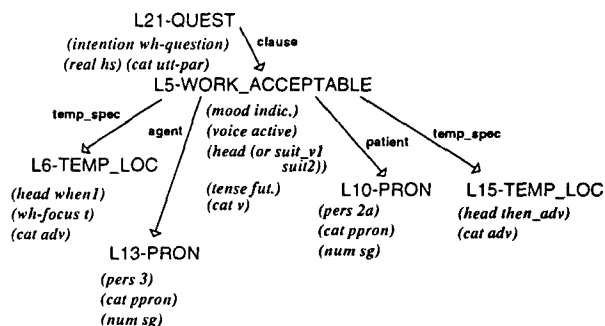 L21-QUEST
(intention wh-question)
(real hs) (cat utt-par)
clause
L5-WORK_ACCEPTABLE
temp_spec
agent
(mood indic.)
(voice active)
(head (or suit_v1
suit2))
(tense fut.)
(cat v)
patient
temp_spec
L6-TEMP_LOC
(head when1)
(wh-focus t)
(cat adv)
L10-PRON
(pers 2a)
(cat ppron)
(num sg)
L15-TEMP_LOC
(head then_adv)
(cat adv)
L13-PRON
(pers 3)
(cat ppron)
(num sg)